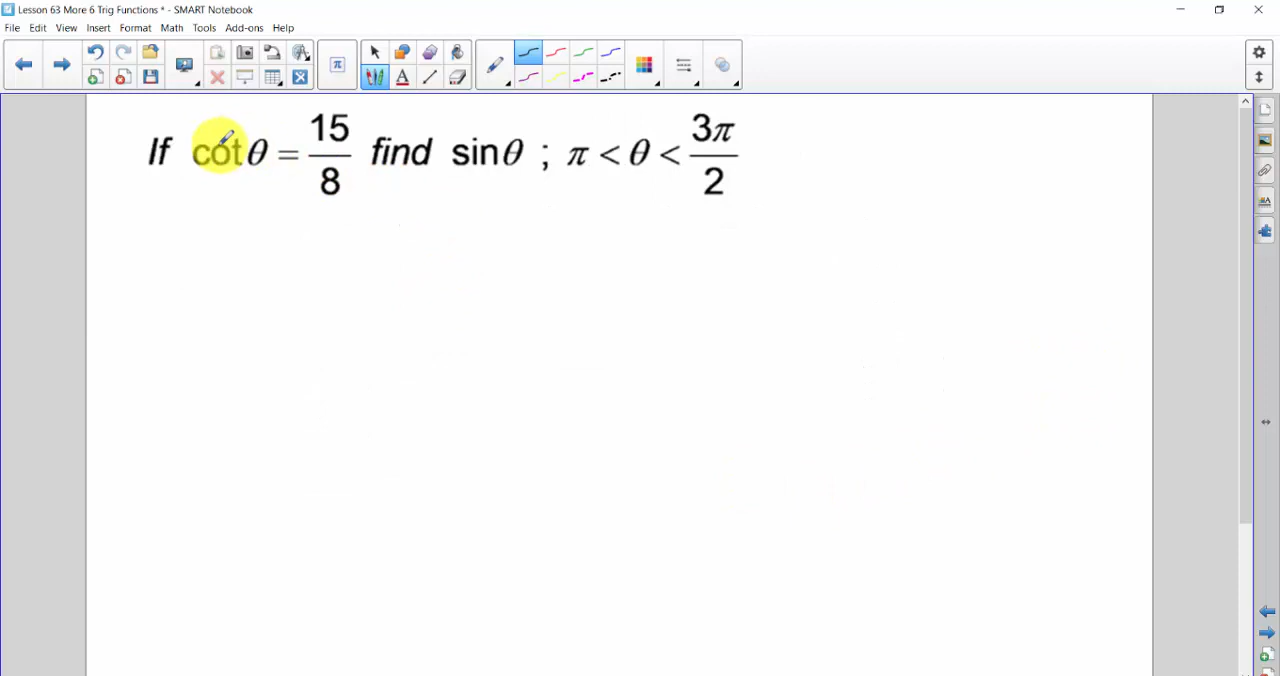 Lesson 63 More 6 Trig Functions * - SMART Notebook
File Edit View Insert Format Math Tools Add-ons Help
If cotθ = 15/8 find sinθ ; π < θ < 3π/2